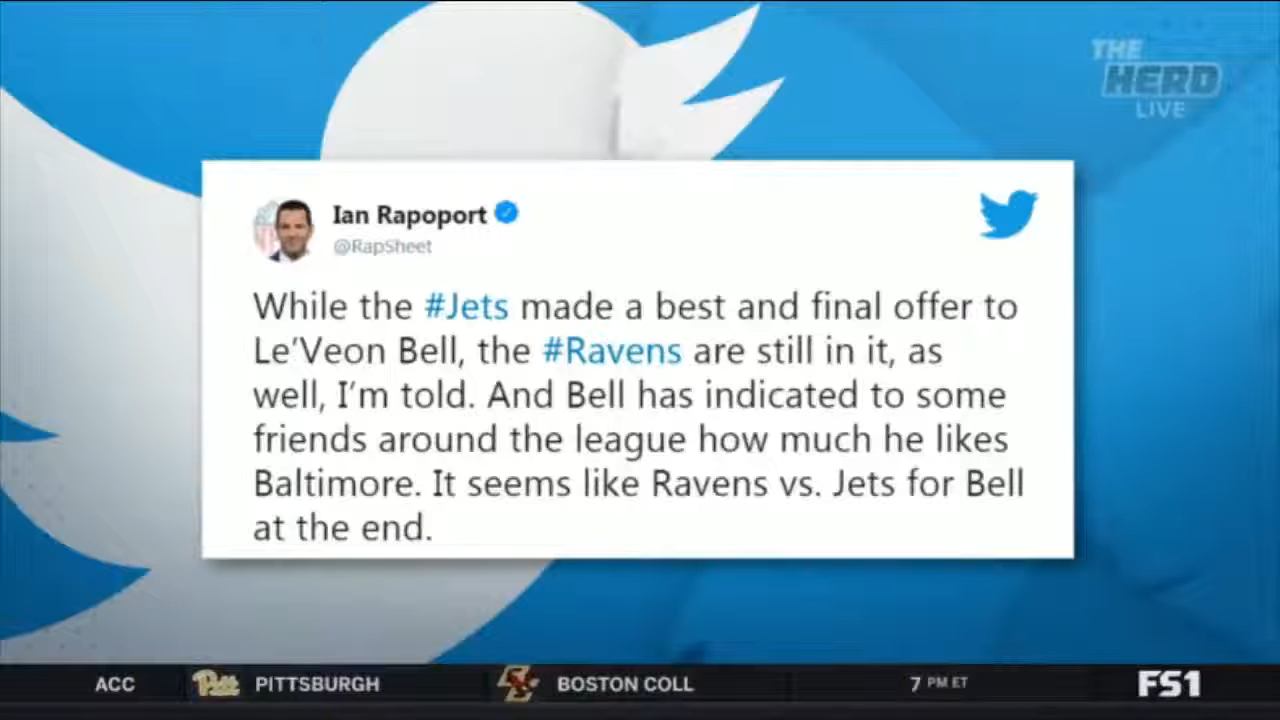 THE
HERD
LIVE
Ian Rapoport
@RapSheet
While the #Jets made a best and final offer to
Le'Veon Bell, the #Ravens are still in it, as
well, I'm told. And Bell has indicated to some
friends around the league how much he likes
Baltimore. It seems like Ravens vs. Jets for Bell
at the end.
ACC Pitt PITTSBURGH BC BOSTON COLL 7 PM ET FS1